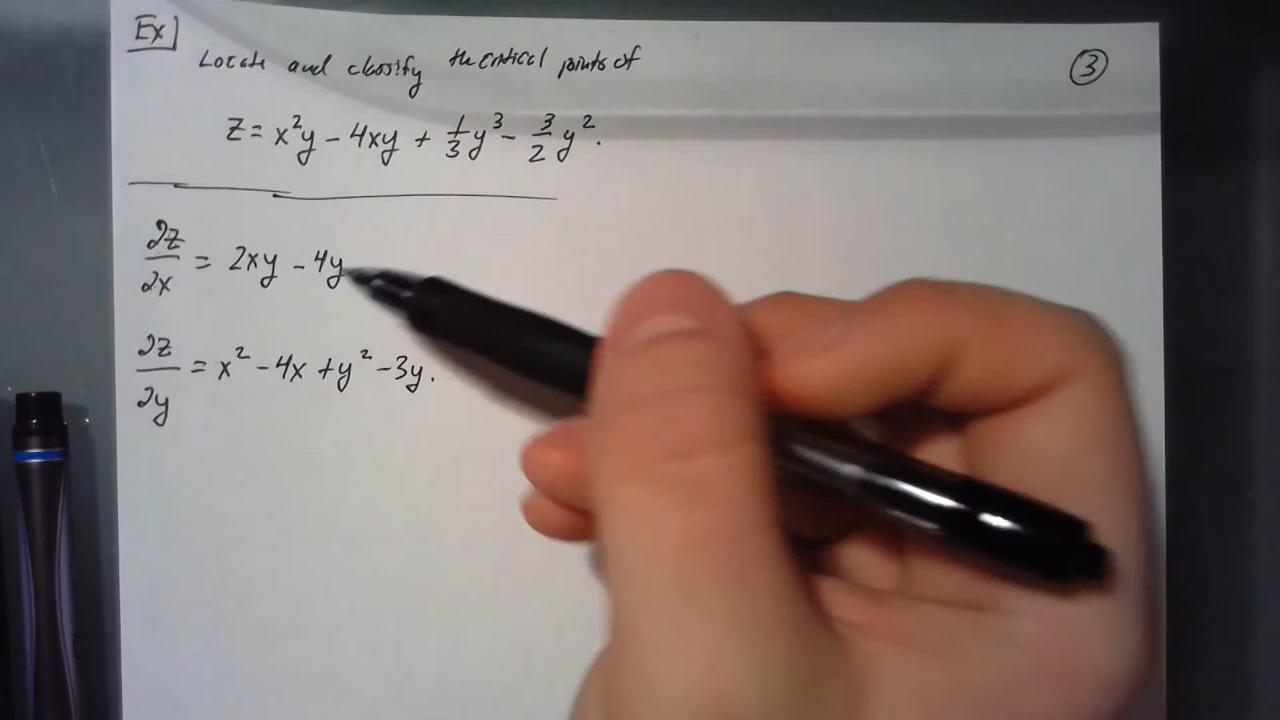 Ex] ③
Locate and classify the critical points of
z = x²y - 4xy + 1/3 y³ - 3/2 y².
∂z/∂x = 2xy - 4y
∂z/∂y = x² - 4x + y² - 3y.